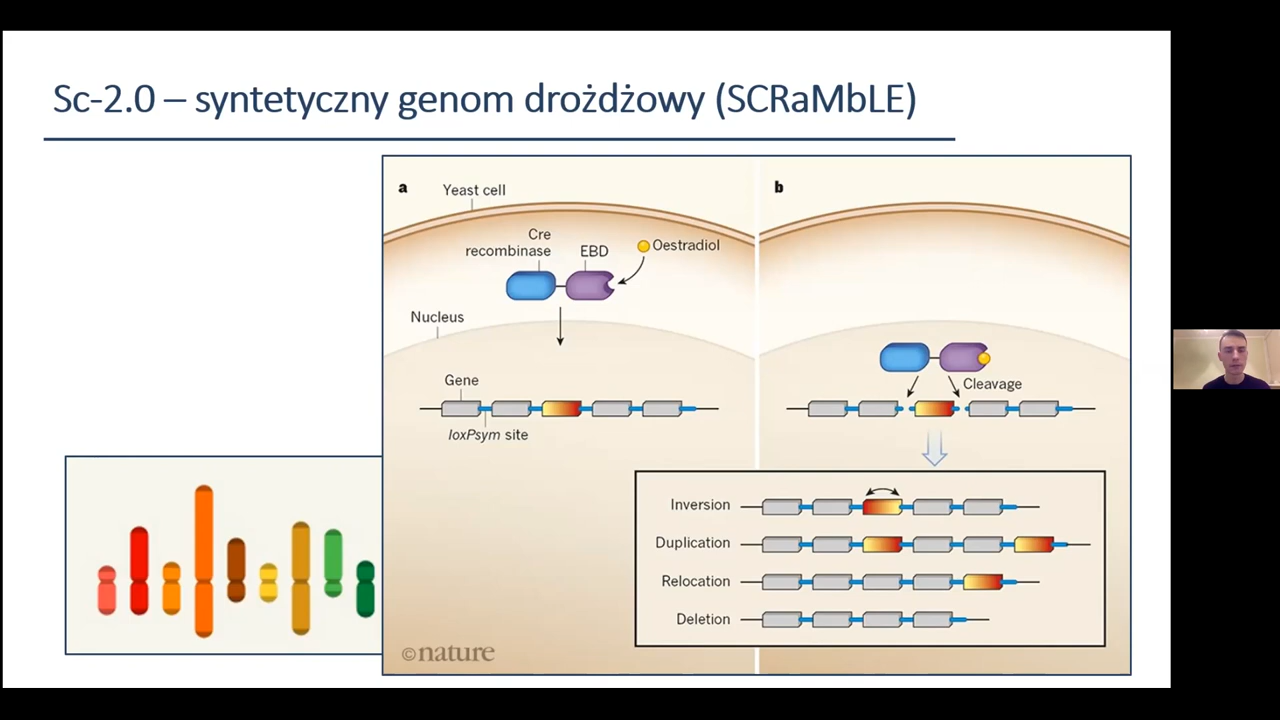 Sc-2.0 – syntetyczny genom drożdżowy (SCRaMbLE)
a
Yeast cell
Cre
recombinase
EBD
Oestradiol
Nucleus
Gene
loxPsym site
b
Cleavage
Inversion
Duplication
Relocation
Deletion
©nature